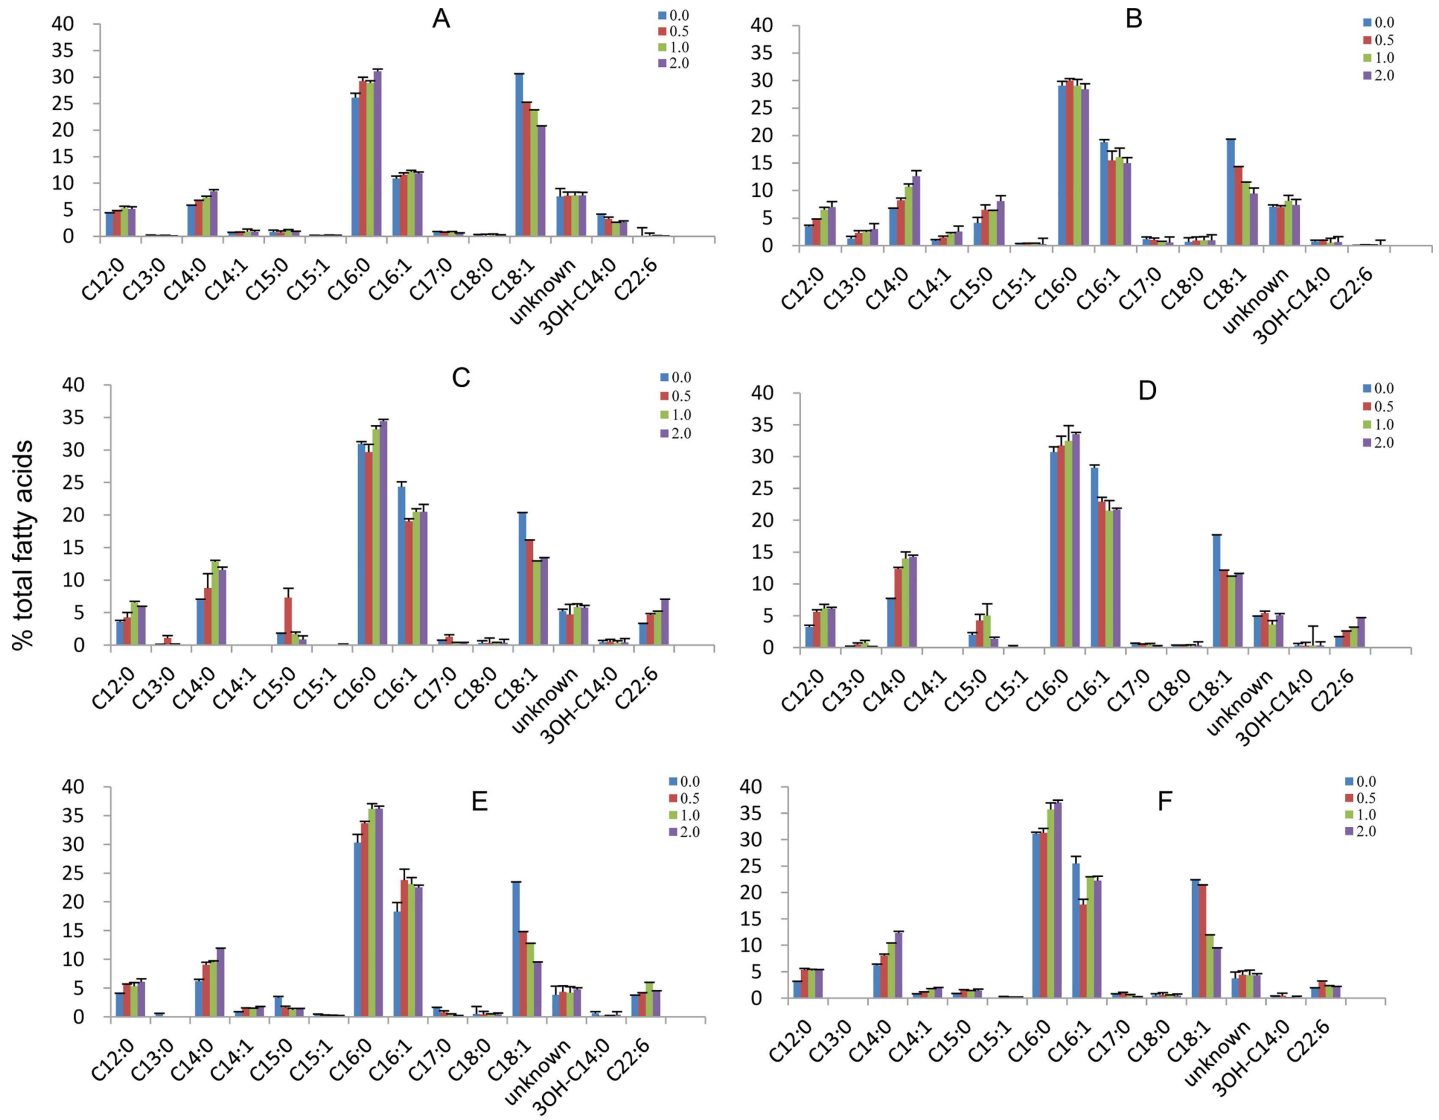 % total fatty acids
A
0.0
0.5
1.0
2.0
40
35
30
25
20
15
10
5
0
C12:0
C13:0
C14:0
C14:1
C15:0
C15:1
C16:0
C16:1
C17:0
C18:0
C18:1
unknown
3OH-C14:0
C22:6
B
0.0
0.5
1.0
2.0
40
35
30
25
20
15
10
5
0
C12:0
C13:0
C14:0
C14:1
C15:0
C15:1
C16:0
C16:1
C17:0
C18:0
C18:1
unknown
3OH-C14:0
C22:6
C
0.0
0.5
1.0
2.0
40
35
30
25
20
15
10
5
0
C12:0
C13:0
C14:0
C14:1
C15:0
C15:1
C16:0
C16:1
C17:0
C18:0
C18:1
unknown
3OH-C14:0
C22:6
D
0.0
0.5
1.0
2.0
40
35
30
25
20
15
10
5
0
C12:0
C13:0
C14:0
C14:1
C15:0
C15:1
C16:0
C16:1
C17:0
C18:0
C18:1
unknown
3OH-C14:0
C22:6
E
0.0
0.5
1.0
2.0
40
35
30
25
20
15
10
5
0
C12:0
C13:0
C14:0
C14:1
C15:0
C15:1
C16:0
C16:1
C17:0
C18:0
C18:1
unknown
3OH-C14:0
C22:6
F
0.0
0.5
1.0
2.0
40
35
30
25
20
15
10
5
0
C12:0
C13:0
C14:0
C14:1
C15:0
C15:1
C16:0
C16:1
C17:0
C18:0
C18:1
unknown
3OH-C14:0
C22:6